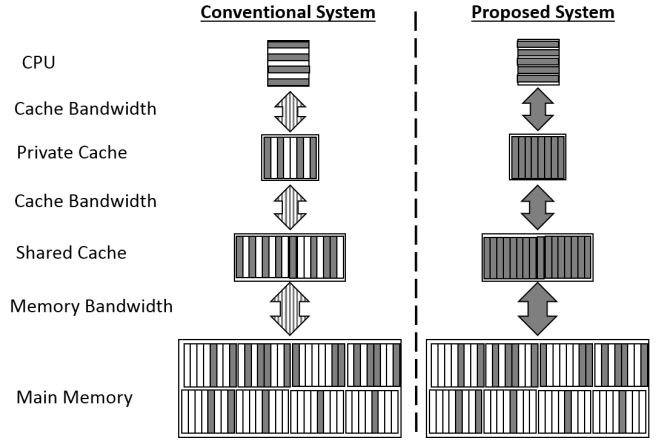 Conventional System
Proposed System
CPU
Cache Bandwidth
Private Cache
Cache Bandwidth
Shared Cache
Memory Bandwidth
Main Memory